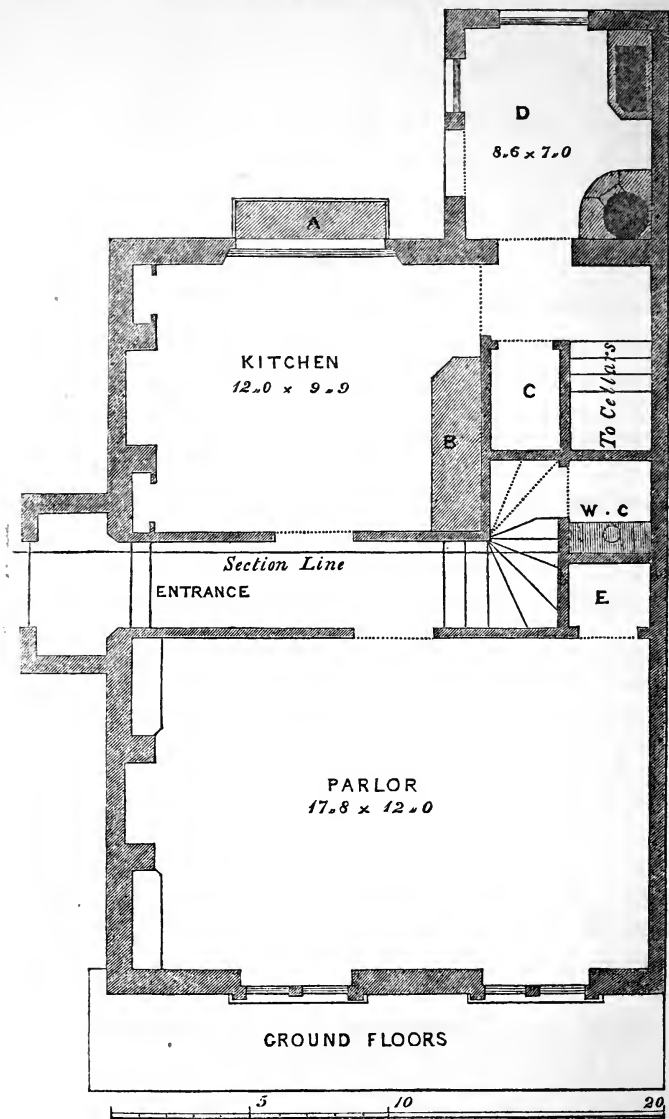 D
8„6 x 7„0
A
KITCHEN
12„0 x 9„9
C
To Cellars
B
W.C
Section Line
ENTRANCE
E
PARLOR
17„8 x 12„0
GROUND FLOORS
5 10 20